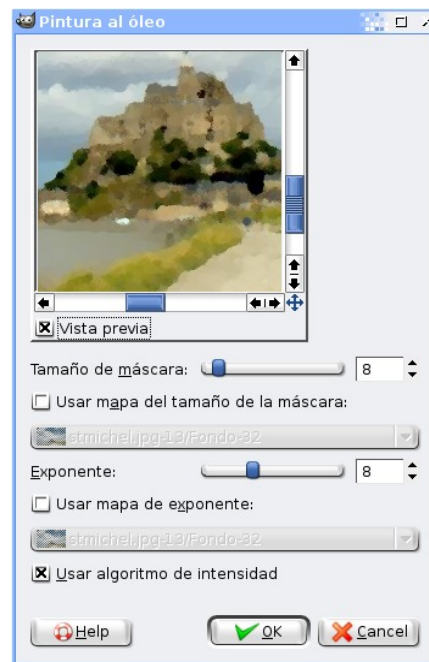 Pintura al óleo
Vista previa
Tamaño de máscara: 8
Usar mapa del tamaño de la máscara:
stmichel.jpg-13/Fondo-32
Exponente: 8
Usar mapa de exponente:
stmichel.jpg-13/Fondo-32
Usar algoritmo de intensidad
Help OK Cancel